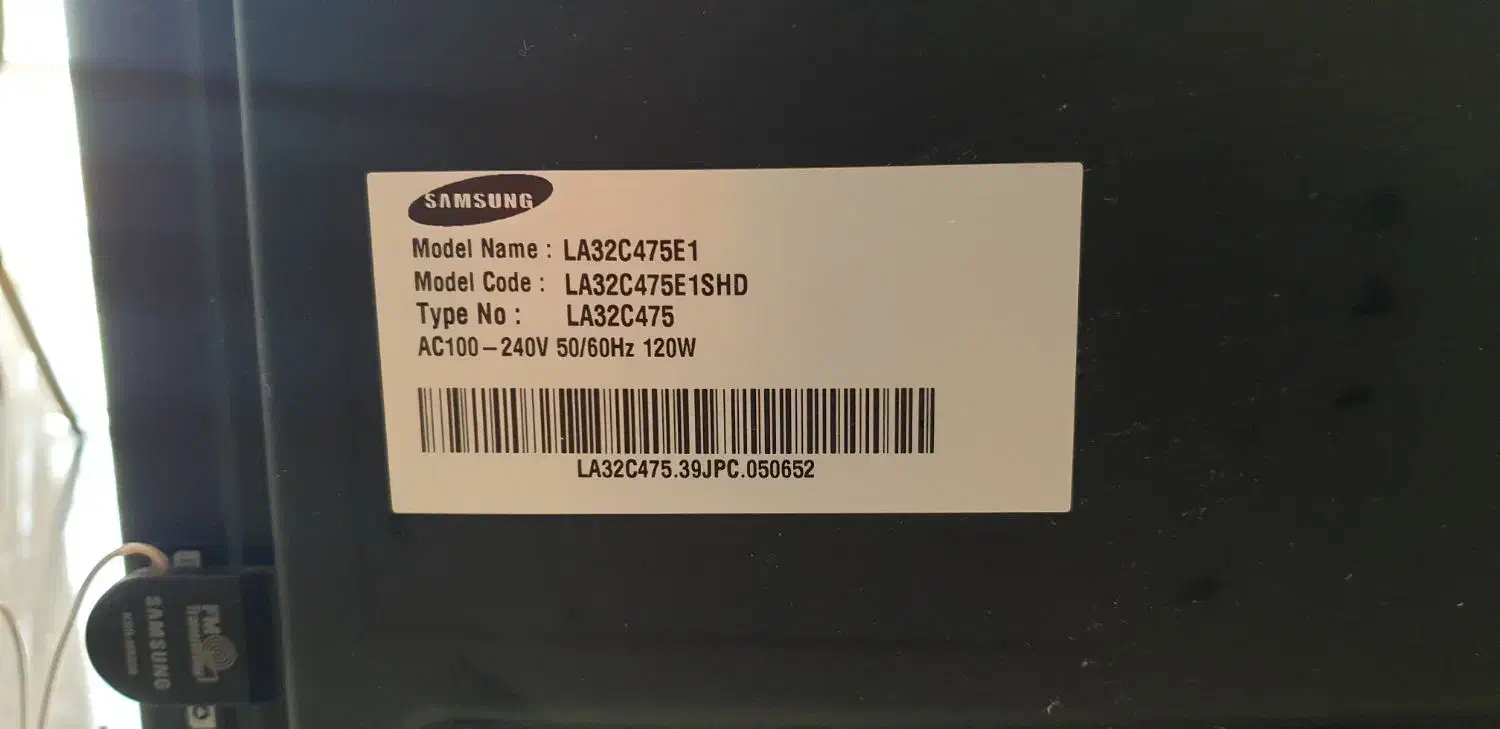 SAMSUNG
Model Name : LA32C475E1
Model Code : LA32C475E1SHD
Type No : LA32C475
AC100-240V 50/60Hz 120W
LA32C475.39JPC.050652
FM
SAMSUNG